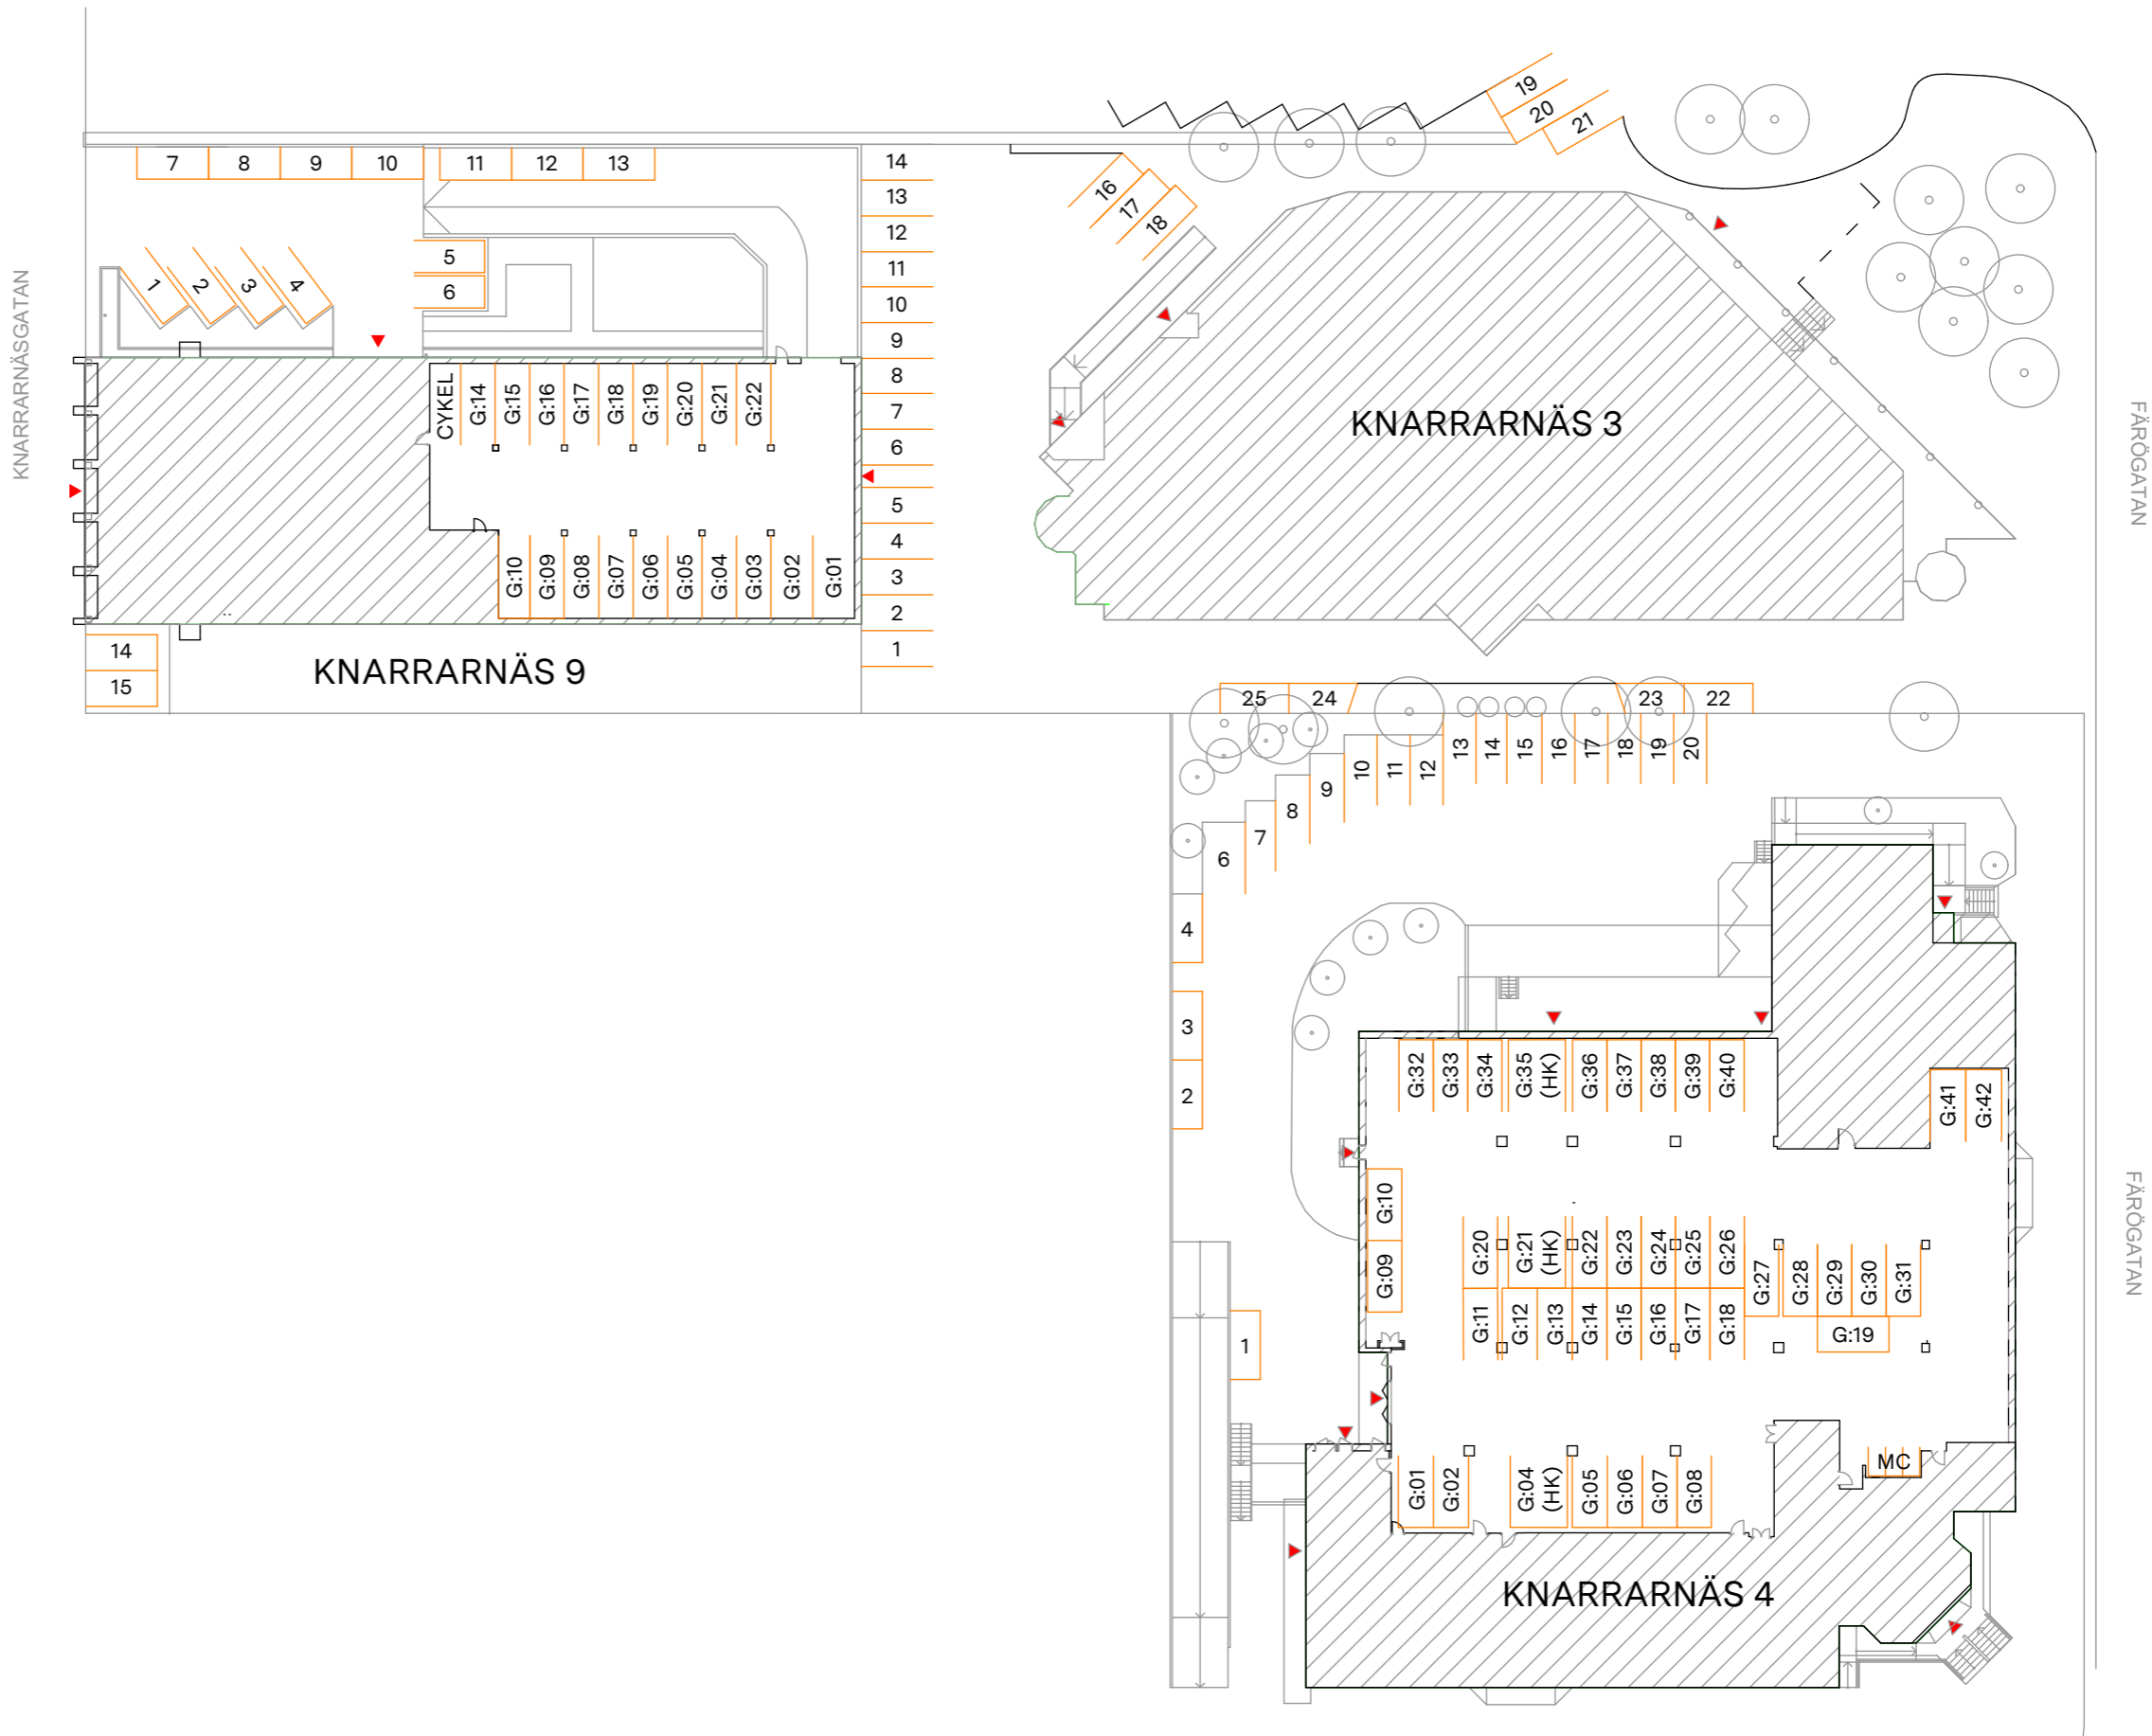 19
20
21
7
8
9
10
11
12
13
14
13
12
11
10
9
8
7
6
5
4
3
2
1
16
17
18
1
2
3
4
5
6
KNARRARNÄSGATAN
CYKEL
G:14
G:15
G:16
G:17
G:18
G:19
G:20
G:21
G:22
G:10
G:09
G:08
G:07
G:06
G:05
G:04
G:03
G:02
G:01
14
15
KNARRARNÄS 9
KNARRARNÄS 3
FÄRÖGATAN
25
24
23
22
6
7
8
9
10
11
12
13
14
15
16
17
18
19
20
4
3
2
1
G:32
G:33
G:34
G:35
(HK)
G:36
G:37
G:38
G:39
G:40
G:41
G:42
G:10
G:09
G:20
G:21
(HK)
G:22
G:23
G:24
G:25
G:26
G:27
G:28
G:29
G:30
G:31
G:11
G:12
G:13
G:14
G:15
G:16
G:17
G:18
G:19
FÄRÖGATAN
G:01
G:02
G:04
(HK)
G:05
G:06
G:07
G:08
MC
KNARRARNÄS 4